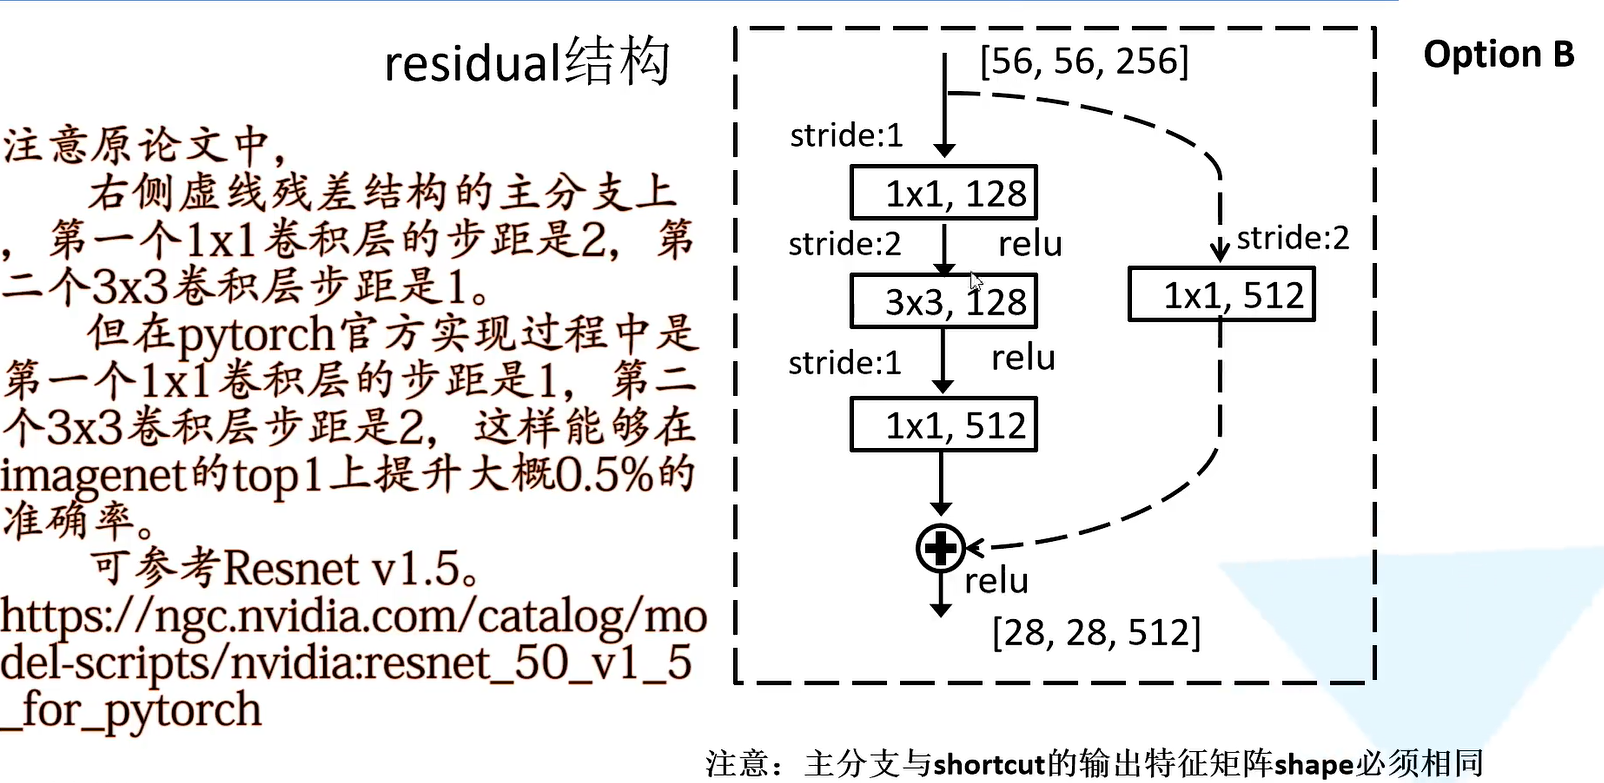 residual结构
注意原论文中，
右侧虚线残差结构的主分支上
，第一个1x1卷积层的步距是2，第
二个3x3卷积层步距是1。
但在pytorch官方实现过程中是
第一个1x1卷积层的步距是1，第二
个3x3卷积层步距是2，这样能够在
imagenet的top1上提升大概0.5%的
准确率。
可参考Resnet v1.5。
https://ngc.nvidia.com/catalog/mo
del-scripts/nvidia:resnet_50_v1_5
_for_pytorch
Option B
[56, 56, 256]
stride:1
1x1, 128
stride:2
relu
3x3, 128
stride:2
1x1, 512
stride:1
relu
1x1, 512
relu
[28, 28, 512]
注意：主分支与shortcut的输出特征矩阵shape必须相同